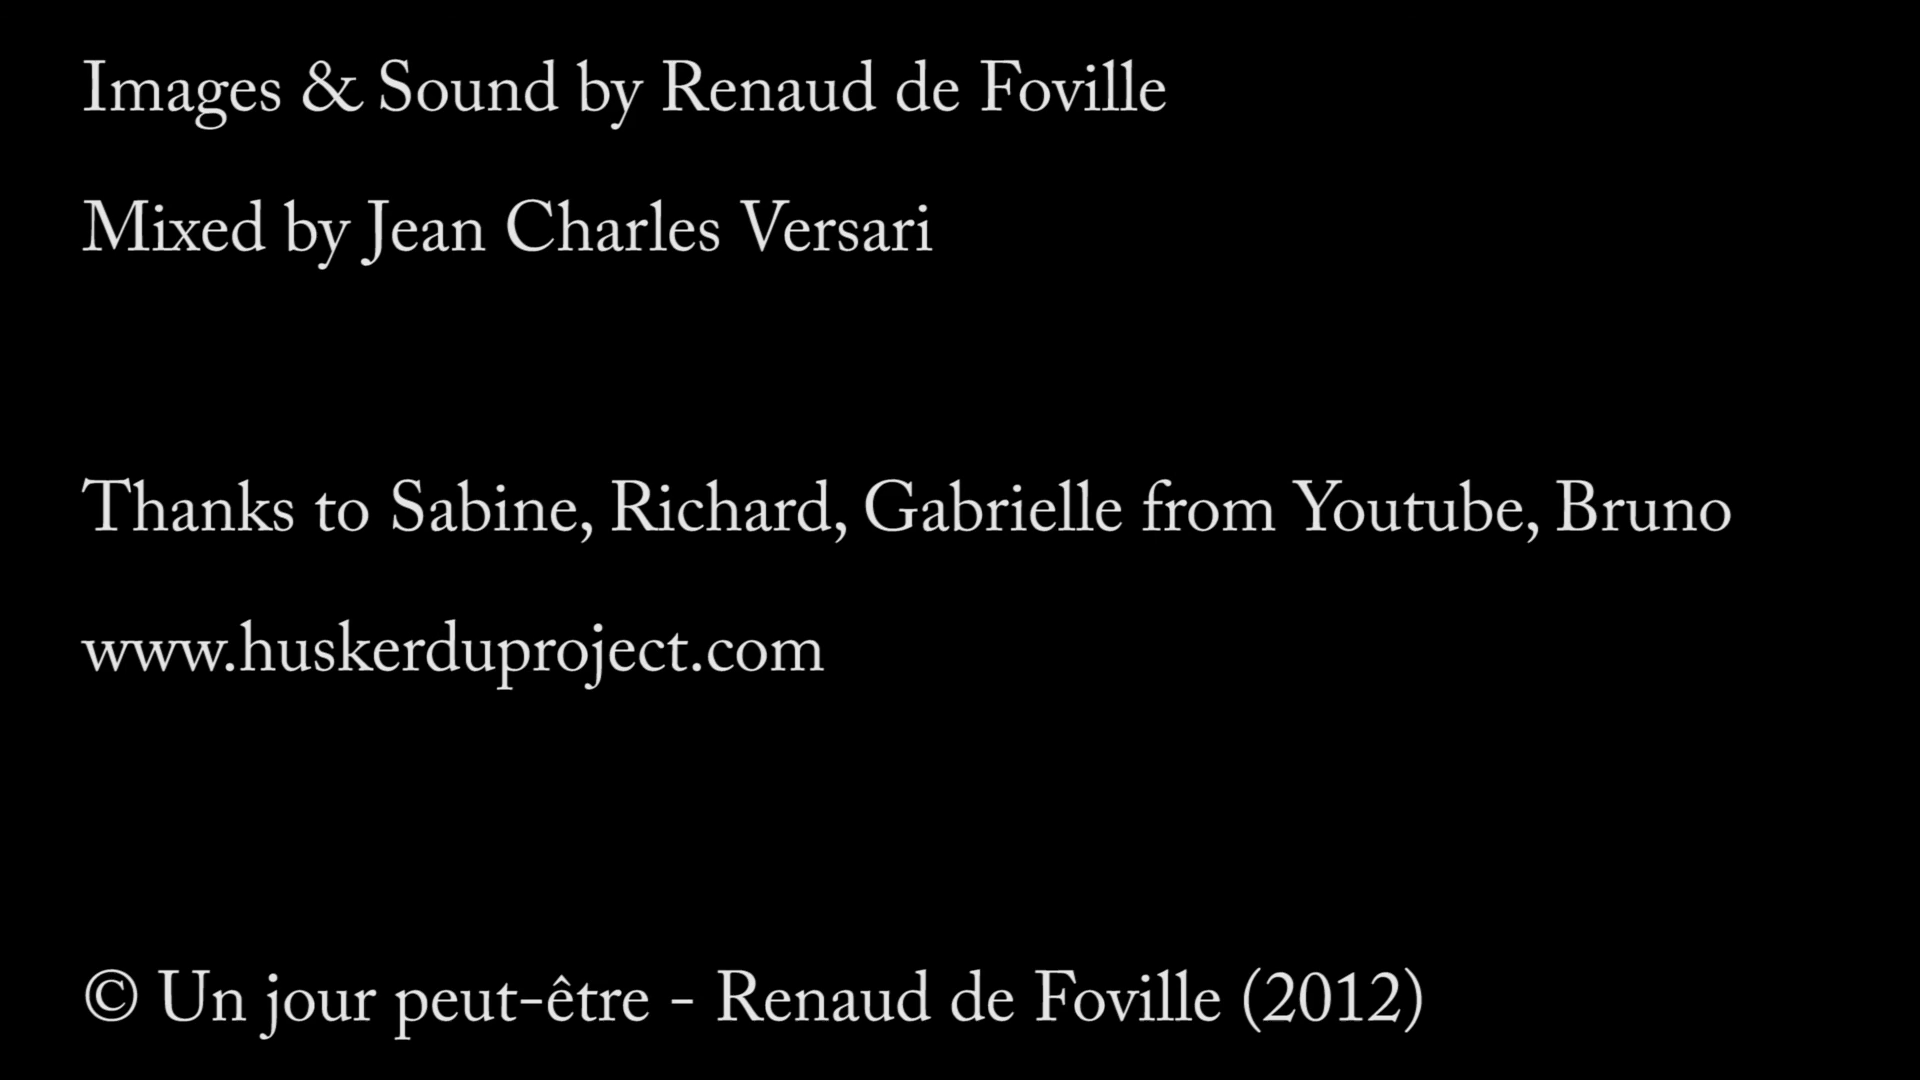 Images & Sound by Renaud de Foville
Mixed by Jean Charles Versari
Thanks to Sabine, Richard, Gabrielle from Youtube, Bruno
www.huskerduproject.com
© Un jour peut-être - Renaud de Foville (2012)